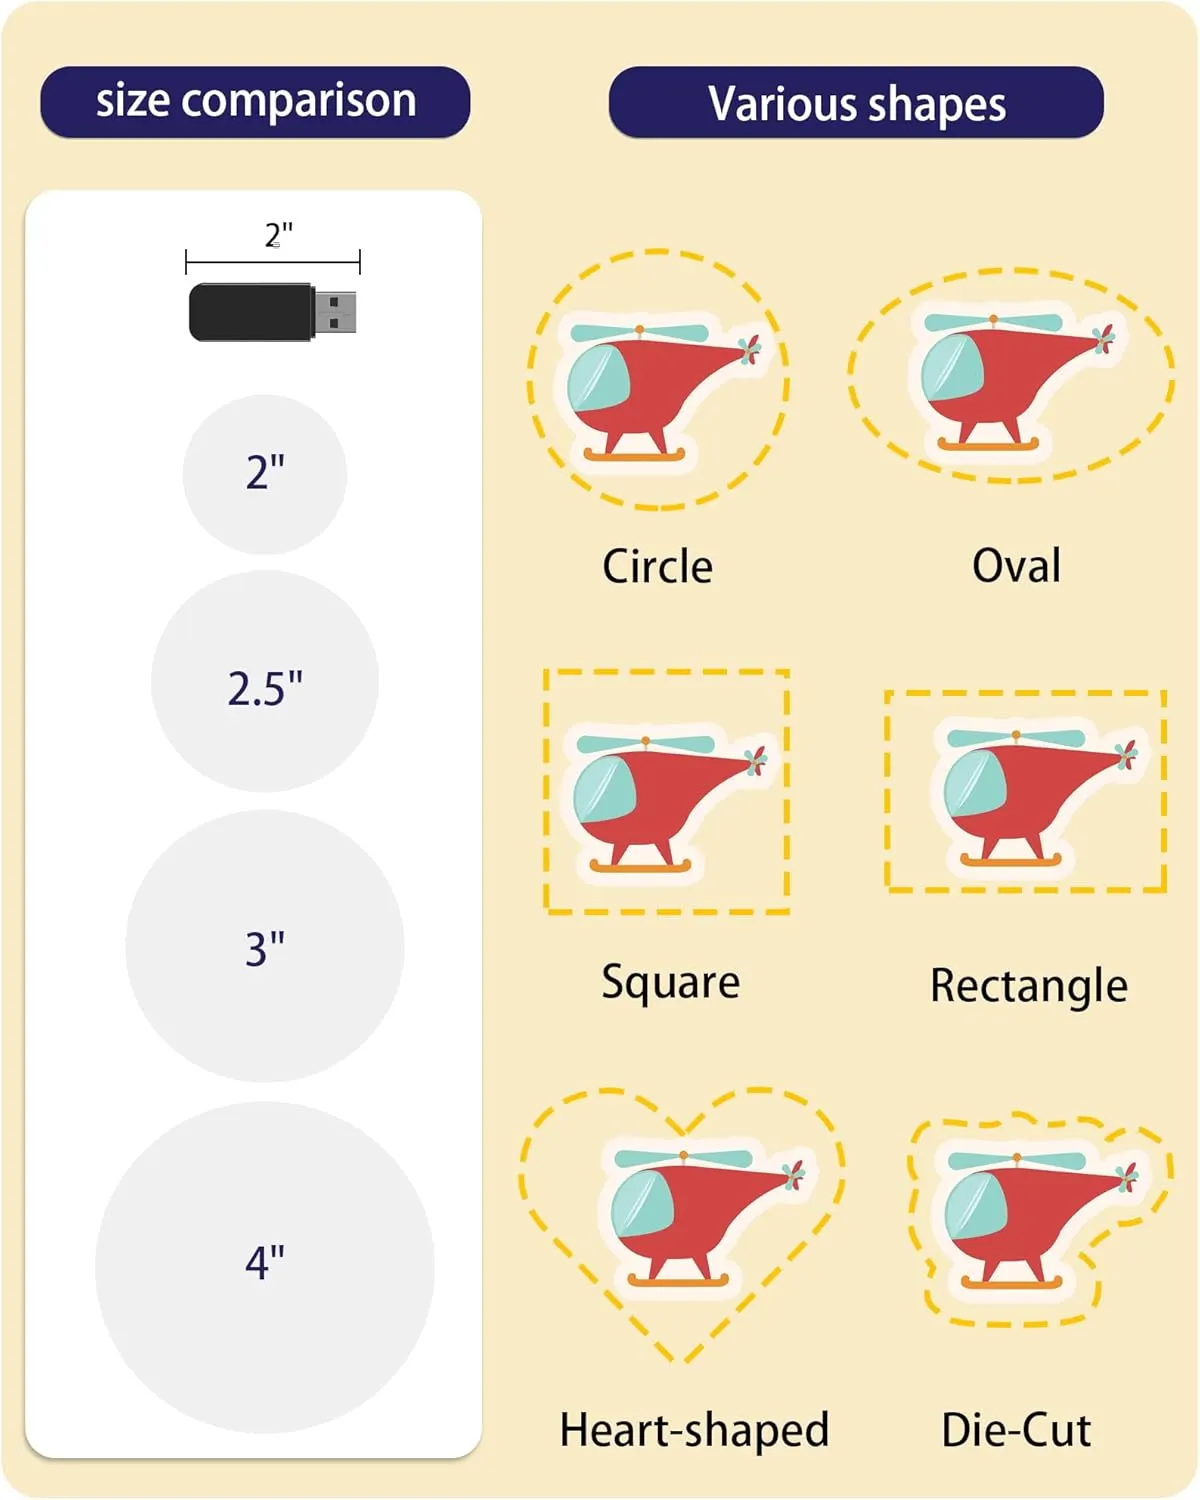 size comparison
Various shapes
2"
2"
2.5"
3"
4"
Circle
Oval
Square
Rectangle
Heart-shaped
Die-Cut